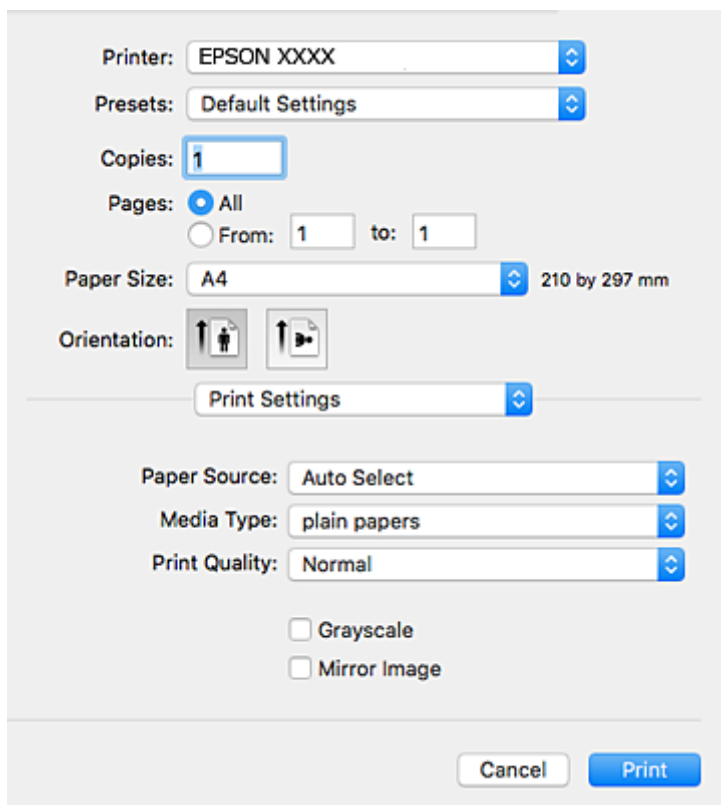 Printer: EPSON XXXX
Presets: Default Settings
Copies: 1
Pages: All
From: 1 to: 1
Paper Size: A4 210 by 297 mm
Orientation:
Print Settings
Paper Source: Auto Select
Media Type: plain papers
Print Quality: Normal
Grayscale
Mirror Image
Cancel Print